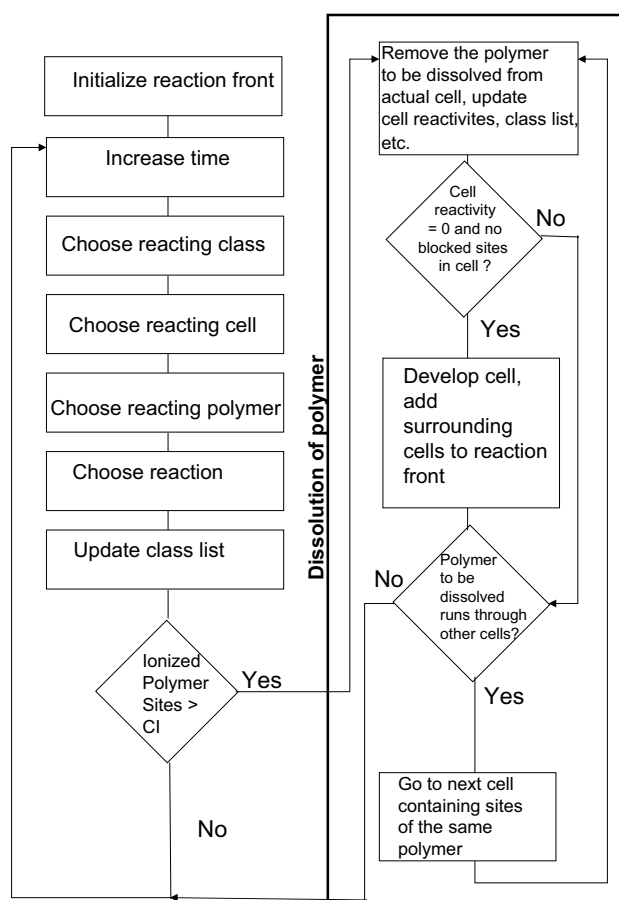 Initialize reaction front
Increase time
Choose reacting class
Choose reacting cell
Choose reacting polymer
Choose reaction
Update class list
Ionized
Polymer
Sites >
CI
Yes
No
Dissolution of polymer
Remove the polymer
to be dissolved from
actual cell, update
cell reactivites, class list,
etc.
Cell
reactivity
= 0 and no
blocked sites
in cell ?
No
Yes
Develop cell,
add
surrounding
cells to reaction
front
Polymer
to be
dissolved
runs through
other cells?
No
Yes
Go to next cell
containing sites
of the same
polymer